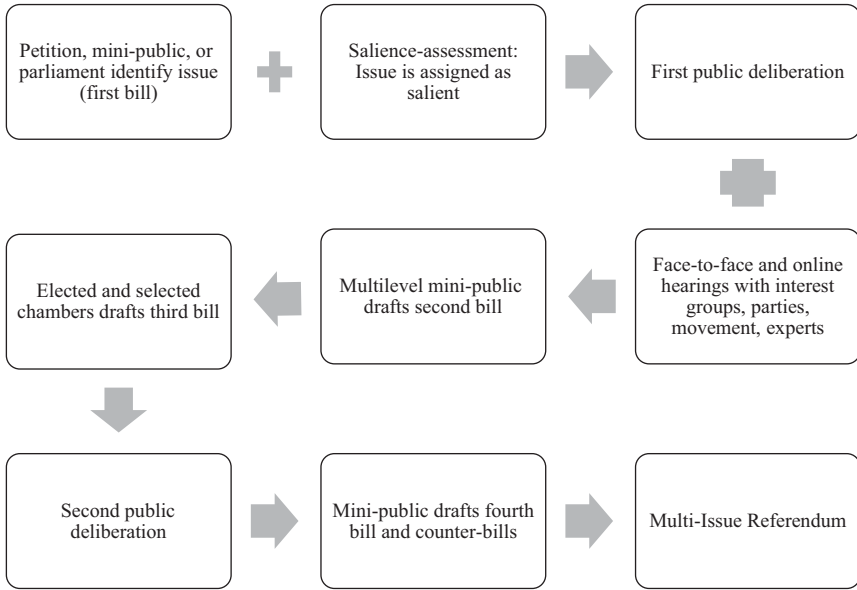 Petition, mini-public, or
parliament identify issue
(first bill)
Salience-assessment:
Issue is assigned as
salient
First public deliberation
Face-to-face and online
hearings with interest
groups, parties,
movement, experts
Multilevel mini-public
drafts second bill
Elected and selected
chambers drafts third bill
Second public
deliberation
Mini-public drafts fourth
bill and counter-bills
Multi-Issue Referendum